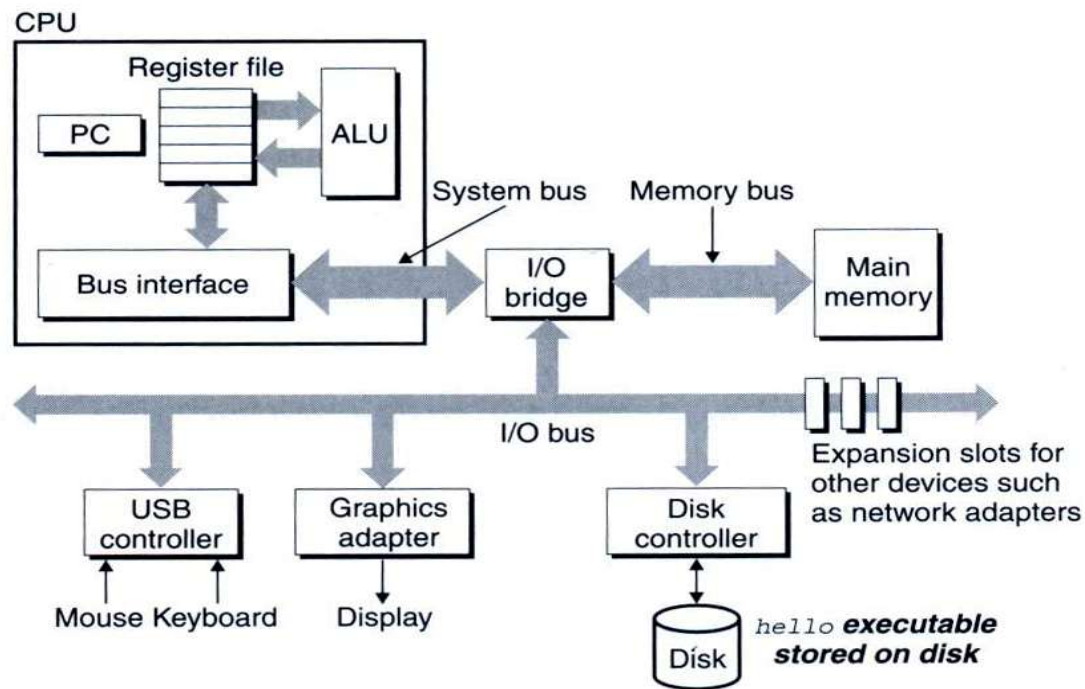 CPU
Register file
PC
ALU
System bus
Memory bus
Bus interface
I/O
bridge
Main
memory
I/O bus
Expansion slots for
other devices such
as network adapters
USB
controller
Graphics
adapter
Disk
controller
Mouse Keyboard
Display
Disk
hello executable
stored on disk